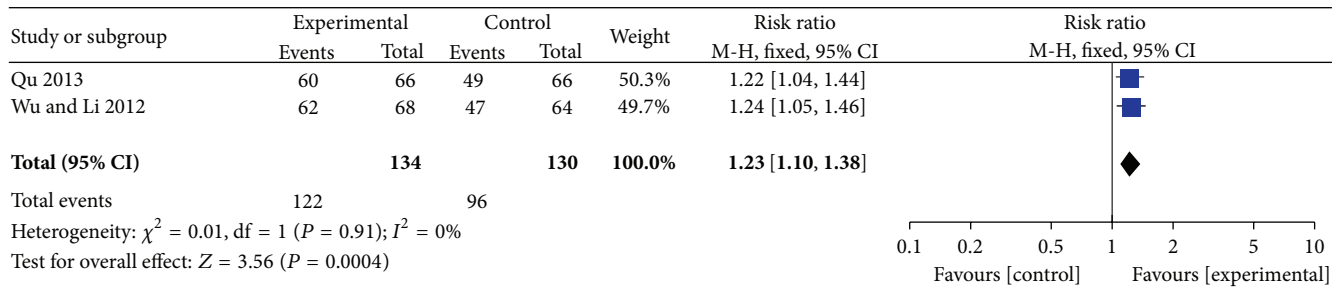 Study or subgroup Experimental Control Weight Risk ratio Risk ratio
Events Total Events Total M-H, fixed, 95% CI M-H, fixed, 95% CI
Qu 2013 60 66 49 66 50.3% 1.22 [1.04, 1.44]
Wu and Li 2012 62 68 47 64 49.7% 1.24 [1.05, 1.46]
Total (95% CI) 134 130 100.0% 1.23 [1.10, 1.38]
Total events 122 96
Heterogeneity: χ² = 0.01, df = 1 (P = 0.91); I² = 0%
Test for overall effect: Z = 3.56 (P = 0.0004)
0.1 0.2 0.5 1 2 5 10
Favours [control] Favours [experimental]